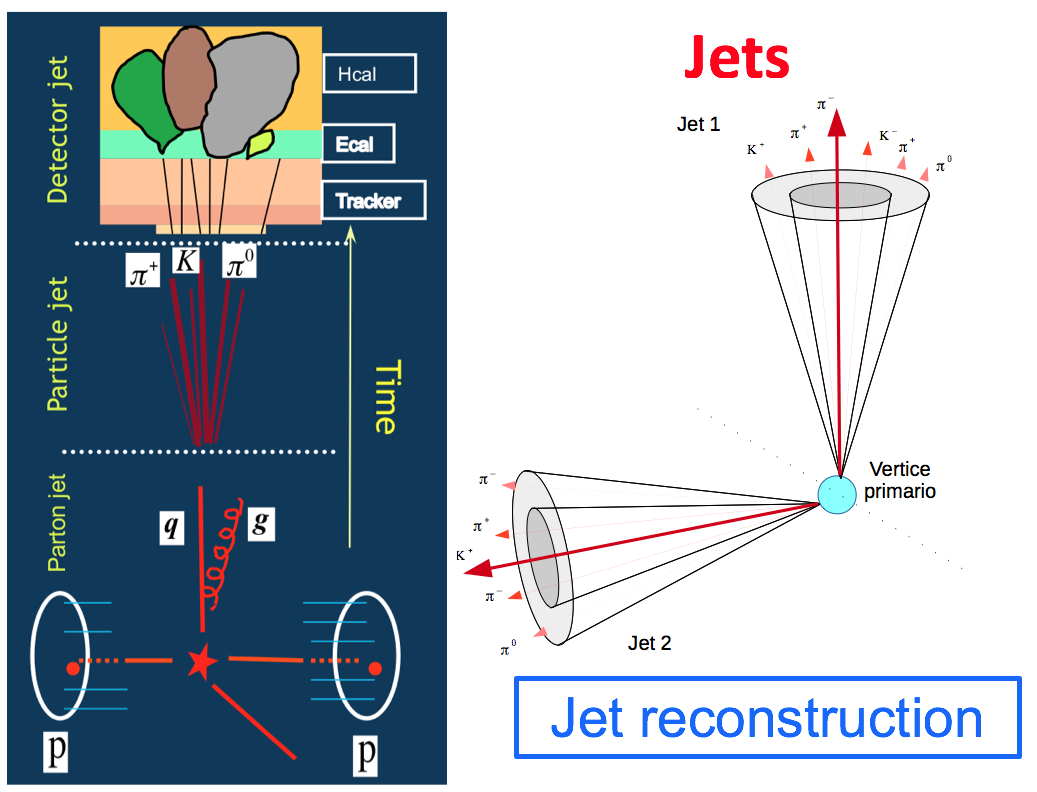 Detector jet
Hcal
Ecal
Tracker
Particle jet
π⁺
K
π⁰
Time
Parton jet
q
g
p
p
Jets
Jet 1
K⁺
π⁺
π⁻
K⁻
π⁺
π⁰
Vertice
primario
π⁻
π⁺
K⁺
π⁻
π⁰
Jet 2
Jet reconstruction